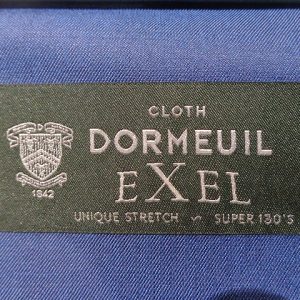 CLOTH
DORMEUIL
EXEL
1842
UNIQUE STRETCH ~ SUPER 130'S